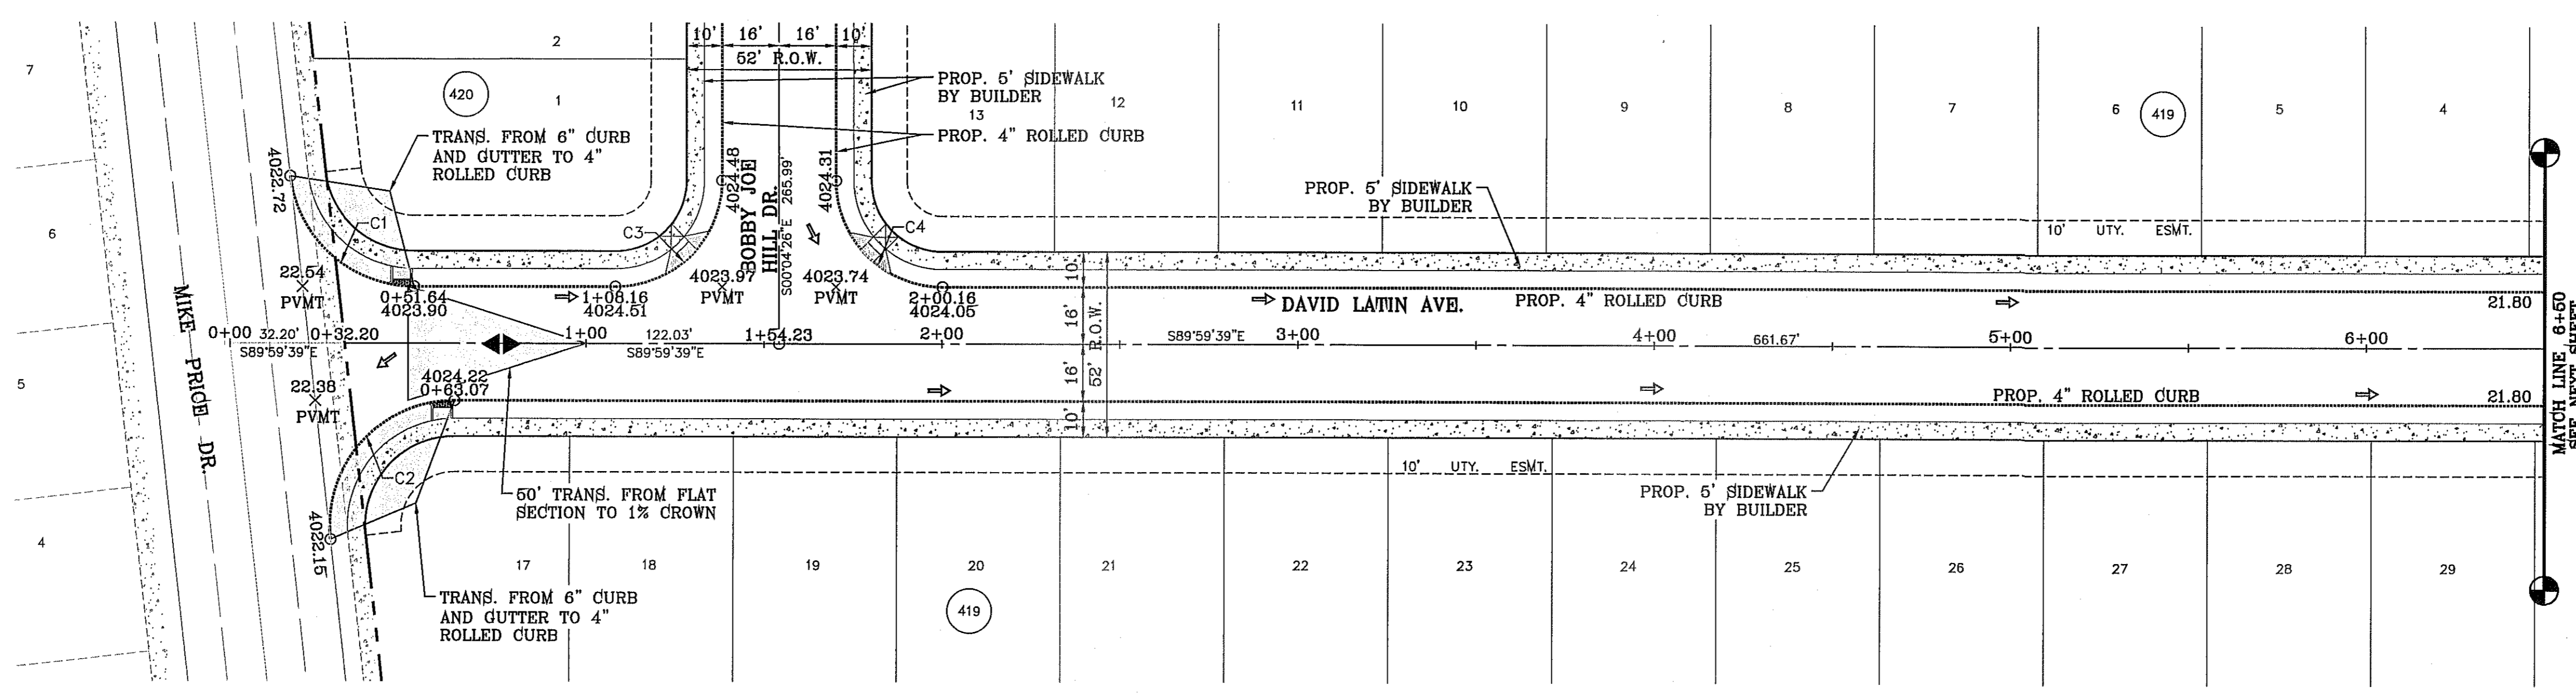 7
6
5
4
MIKE PRICE DR.
2
420
1
TRANS. FROM 6" CURB
AND GUTTER TO 4"
ROLLED CURB
4022.72
C1
22.54
PVMT
0+51.64
4023.90
1+08.16
4024.51
C3
10' 16' 16' 10'
52' R.O.W.
PROP. 5' SIDEWALK
BY BUILDER
13
PROP. 4" ROLLED CURB
4024.48
BOBBY JOE
HILL DR.
S00°04'26"E 265.99'
4024.31
C4
4023.97
PVMT
4023.74
PVMT
2+00.16
4024.05
12
11
10
9
8
7
6
419
5
4
PROP. 5' SIDEWALK
BY BUILDER
10' UTY. ESMT.
DAVID LATIN AVE.
PROP. 4" ROLLED CURB
21.80
0+00 32.20' 0+32.20
S89°59'39"E
1+00 122.03' 1+54.23
S89°59'39"E
2+00
S89°59'39"E
3+00
4+00
661.67'
5+00
6+00
10'
16'
16'
10'
52' R.O.W.
22.38
PVMT
4024.22
0+63.07
PROP. 4" ROLLED CURB
21.80
MATCH LINE 6+50
SEE NEXT SHEET
C2
4022.15
50' TRANS. FROM FLAT
SECTION TO 1% CROWN
10' UTY. ESMT.
PROP. 5' SIDEWALK
BY BUILDER
TRANS. FROM 6" CURB
AND GUTTER TO 4"
ROLLED CURB
17
18
19
20
21
22
23
24
25
26
27
28
29
419